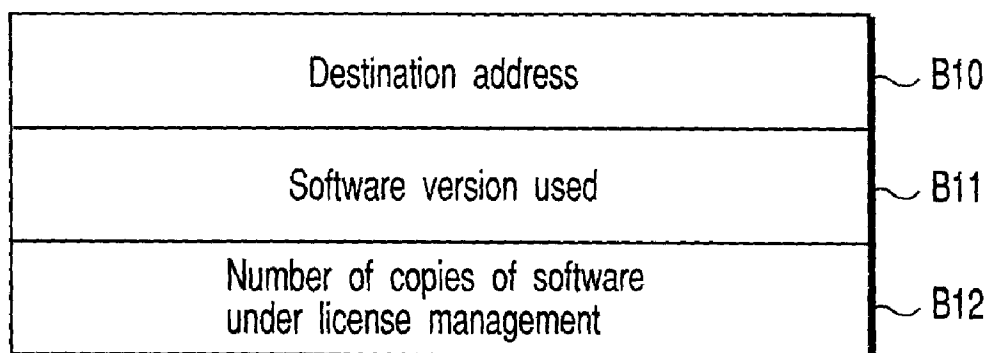 Destination address B10
Software version used B11
Number of copies of software
under license management B12